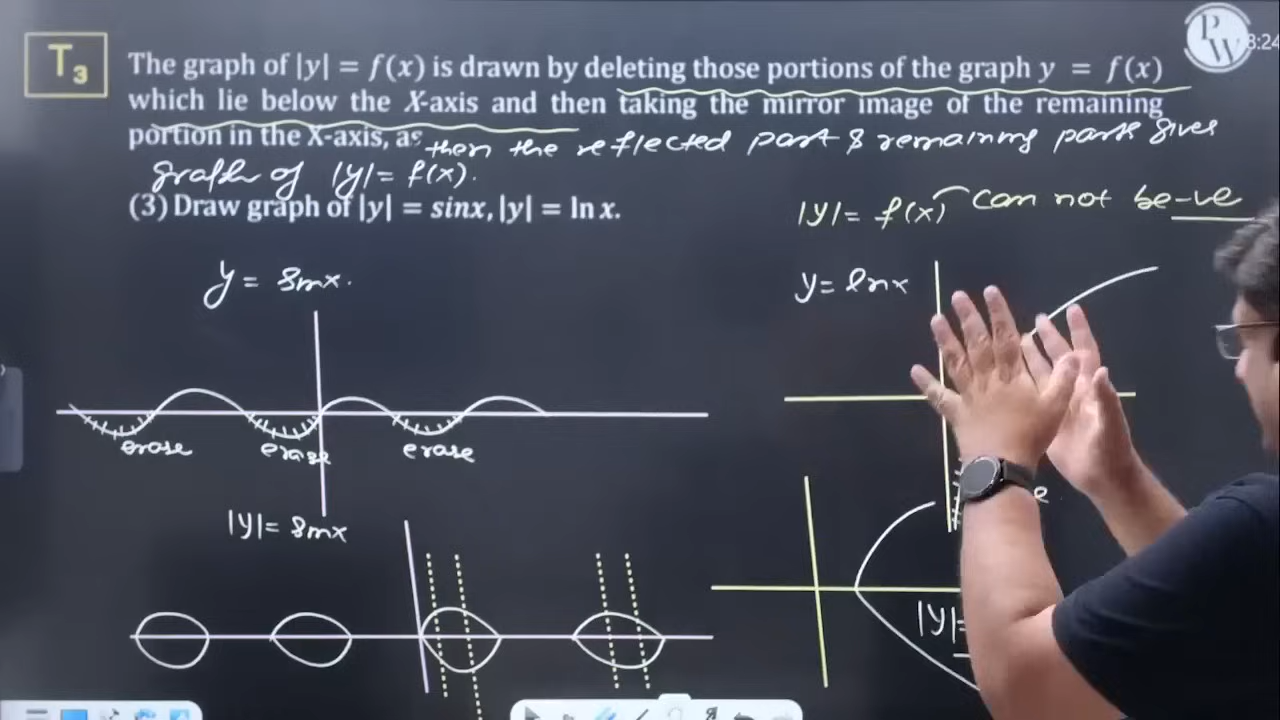 T₃
The graph of |y| = f(x) is drawn by deleting those portions of the graph y = f(x)
which lie below the X-axis and then taking the mirror image of the remaining
portion in the X-axis, as then the reflected part & remaining part gives
graph of |y| = f(x).
(3) Draw graph of |y| = sinx, |y| = ln x.
|y| = f(x) can not be -ve
y = sinx.
y = lnx
erase
erase
erase
|y| = sinx
|y|=
PW
3:24